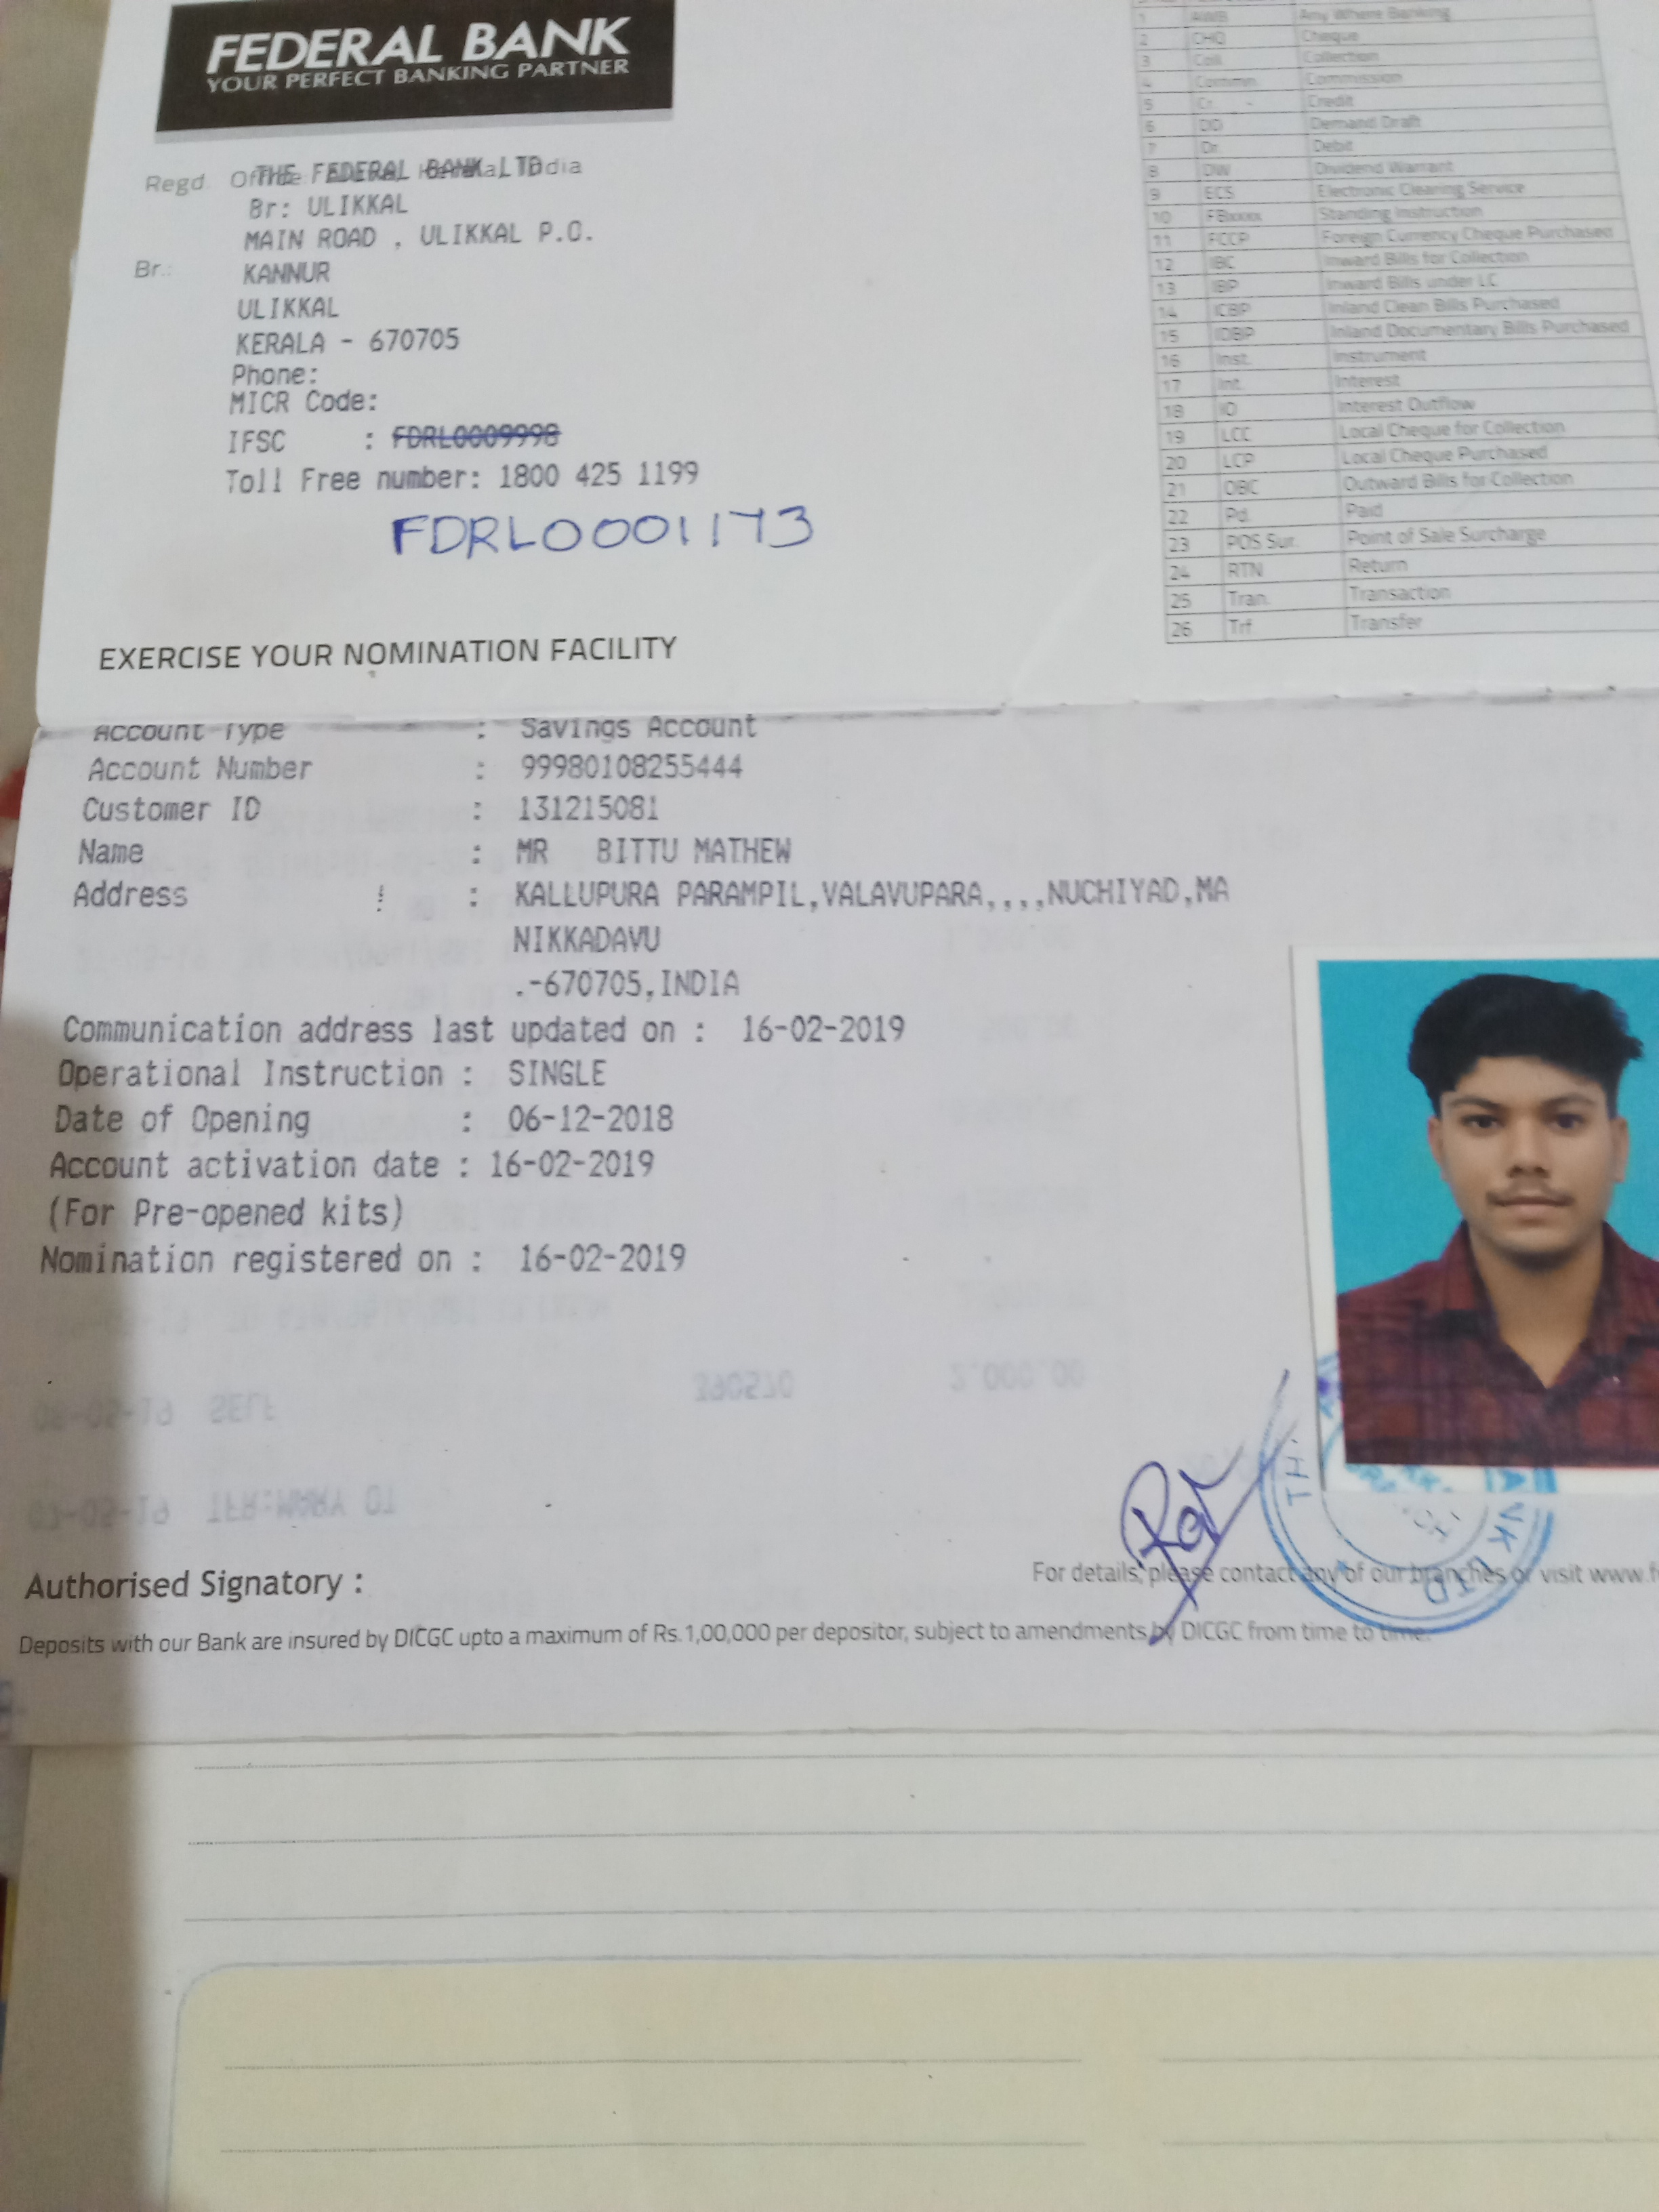 FEDERAL BANK
YOUR PERFECT BANKING PARTNER
Regd.
THE FEDERAL BANK LTD
Br: ULIKKAL
MAIN ROAD , ULIKKAL P.O.
Br.:
KANNUR
ULIKKAL
KERALA - 670705
Phone:
MICR Code:
IFSC : FDRL0009998
Toll Free number: 1800 425 1199
FDRL0001173
EXERCISE YOUR NOMINATION FACILITY
1 AWB Any Where Banking
2 CHQ Cheque
3 Coll. Collection
4 Commn. Commission
5 Cr. Credit
6 DD Demand Draft
7 Dr. Debit
8 DW Dividend Warrant
9 ECS Electronic Clearing Service
10 FBxxxx Standing Instruction
11 FCCP Foreign Currency Cheque Purchased
12 IBC Inward Bills for Collection
13 IBP Inward Bills under LC
14 ICBP Inland Clean Bills Purchased
15 IDBP Inland Documentary Bills Purchased
16 Inst. Instrument
17 Int. Interest
18 IO Interest Outflow
19 LCC Local Cheque for Collection
20 LCP Local Cheque Purchased
21 OBC Outward Bills for Collection
22 Pd. Paid
23 POS Sur. Point of Sale Surcharge
24 RTN Return
25 Tran. Transaction
26 Trf Transfer
Account Type : Savings Account
Account Number : 99980108255444
Customer ID : 131215081
Name : MR BITTU MATHEW
Address : KALLUPURA PARAMPIL,VALAVUPARA,,,,NUCHIYAD,MA
NIKKADAVU
.-670705,INDIA
Communication address last updated on : 16-02-2019
Operational Instruction : SINGLE
Date of Opening : 06-12-2018
Account activation date : 16-02-2019
(For Pre-opened kits)
Nomination registered on : 16-02-2019
Authorised Signatory :
For details, please contact any of our branches or visit www.f
Deposits with our Bank are insured by DICGC upto a maximum of Rs.1,00,000 per depositor, subject to amendments by DICGC from time to time.